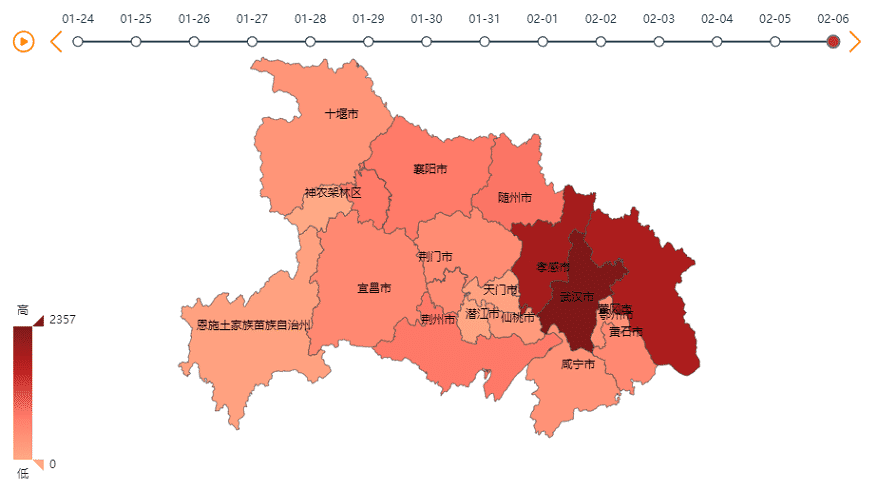 01-24 01-25 01-26 01-27 01-28 01-29 01-30 01-31 02-01 02-02 02-03 02-04 02-05 02-06
十堰市
襄阳市
神农架林区
随州市
荆门市
孝感市
宜昌市
天门市
武汉市
黄冈市
鄂州市
潜江市
仙桃市
荆州市
恩施土家族苗族自治州
黄石市
咸宁市
高
2357
0
低